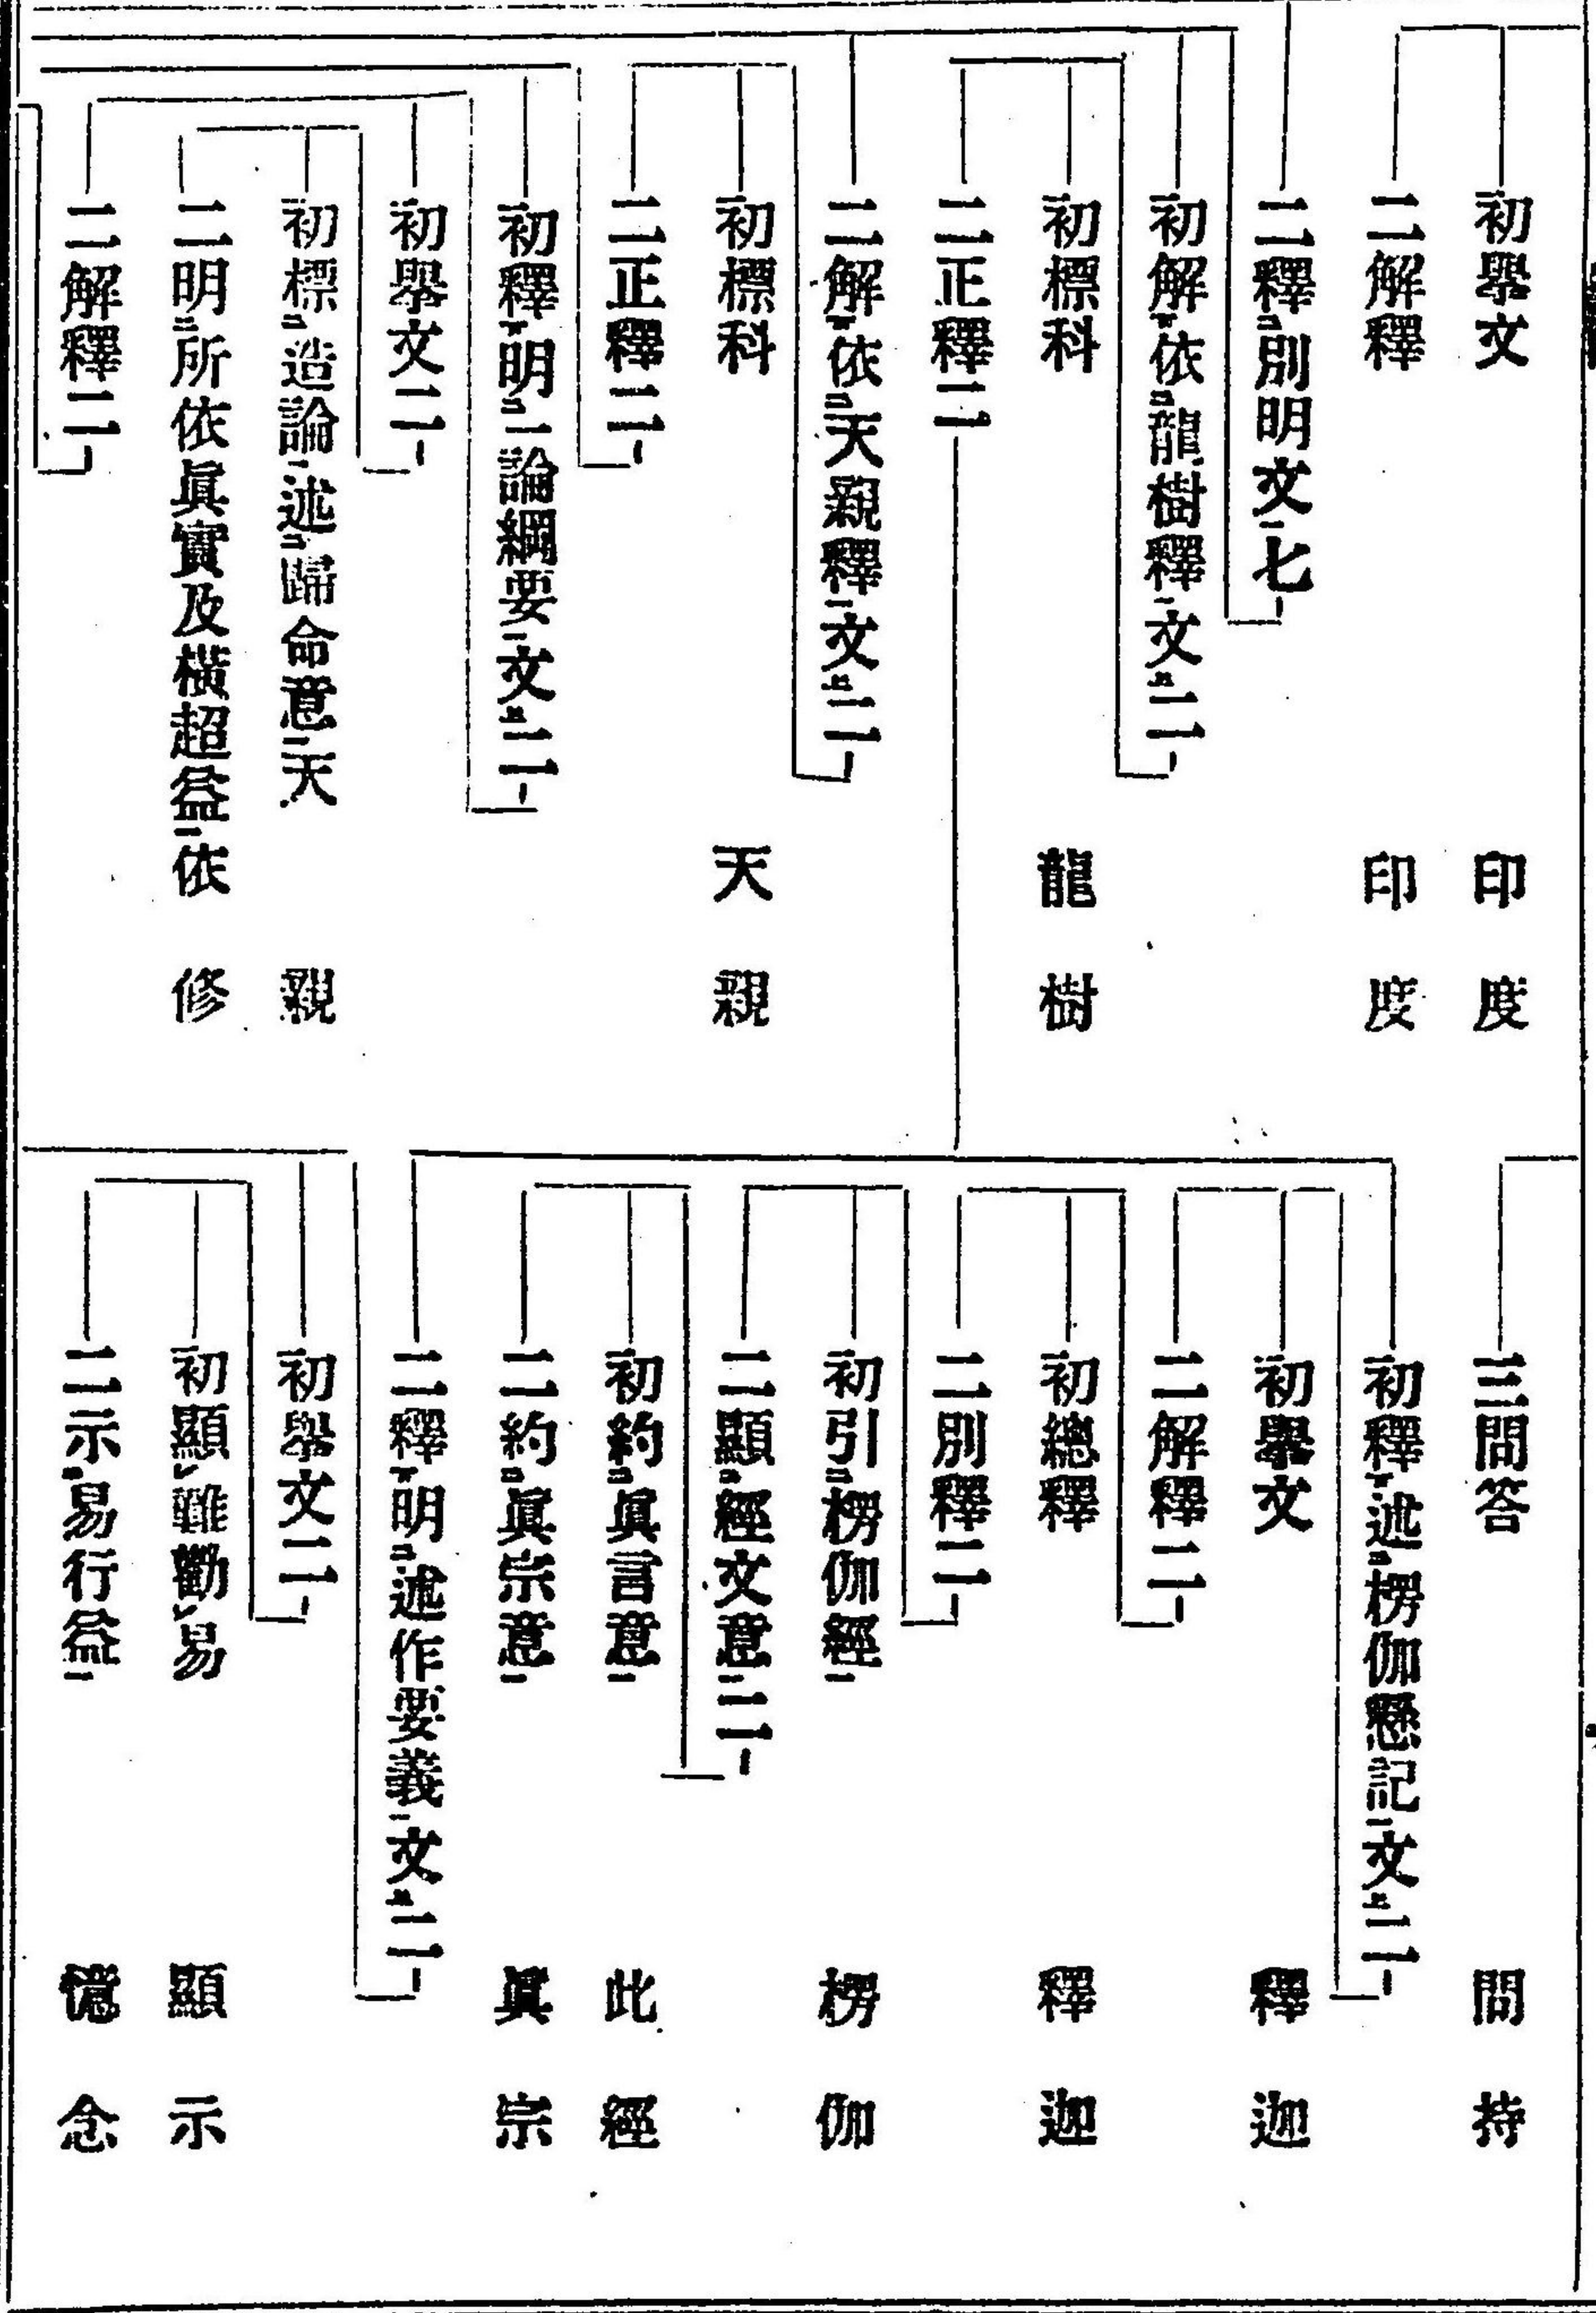 初擧文 印度
二解釋 印度
二釋別明文七
初解依龍樹釋文二
初標科 龍樹
二正釋二
二解依天親釋文二
初標科 天親
二正釋二
初釋明二論綱要文二
初擧文二
初標造論述歸命意 天親
二明所依眞實及橫超益 依修
二解釋二
三問答 問持
初釋述楞伽懸記文二
初擧文 釋迦
二解釋二
初總釋 釋迦
二別釋二
初引楞伽經 楞伽
二顯經文意二
初約眞言意 此經
二約眞宗意 眞宗
二釋明述作要義文二
初擧文二
初顯難勸易 顯示
二示易行益 憶念